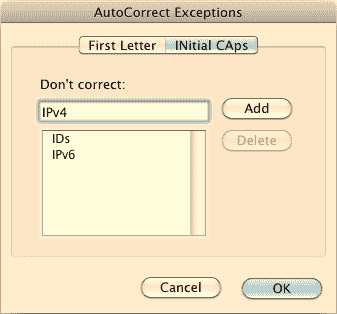 AutoCorrect Exceptions
First Letter INitial CAps
Don't correct:
IPv4 Add
IDs Delete
IPv6
Cancel OK